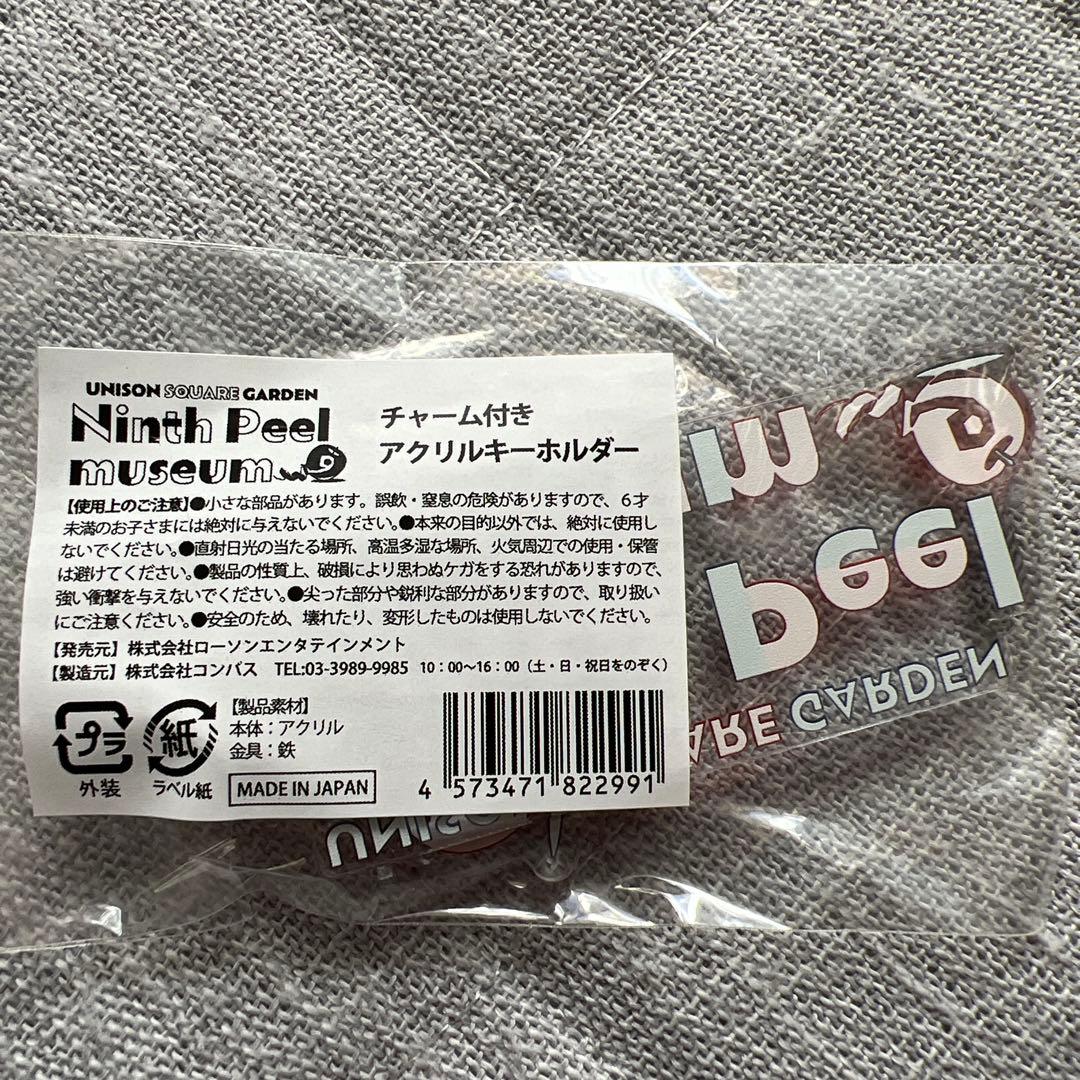 UNISON SQUARE GARDEN
Ninth Peel
museum
チャーム付き
アクリルキーホルダー
【使用上のご注意】●小さな部品があります。誤飲・窒息の危険がありますので、６才
未満のお子さまには絶対に与えないでください。●本来の目的以外では、絶対に使用し
ないでください。●直射日光の当たる場所、高温多湿な場所、火気周辺での使用・保管
は避けてください。●製品の性質上、破損により思わぬケガをする恐れがありますので、
強い衝撃を与えないでください。●尖った部分や鋭利な部分がありますので、取り扱い
にご注意ください。●安全のため、壊れたり、変形したものは使用しないでください。
【発売元】株式会社ローソンエンタテインメント
【製造元】株式会社コンパス TEL:03-3989-9985 10：00〜16：00（土・日・祝日をのぞく）
プラ
外装
紙
ラベル紙
【製品素材】
本体：アクリル
金具：鉄
MADE IN JAPAN
4 573471 822991
um
Peel
ARE GARDEN
UNISO